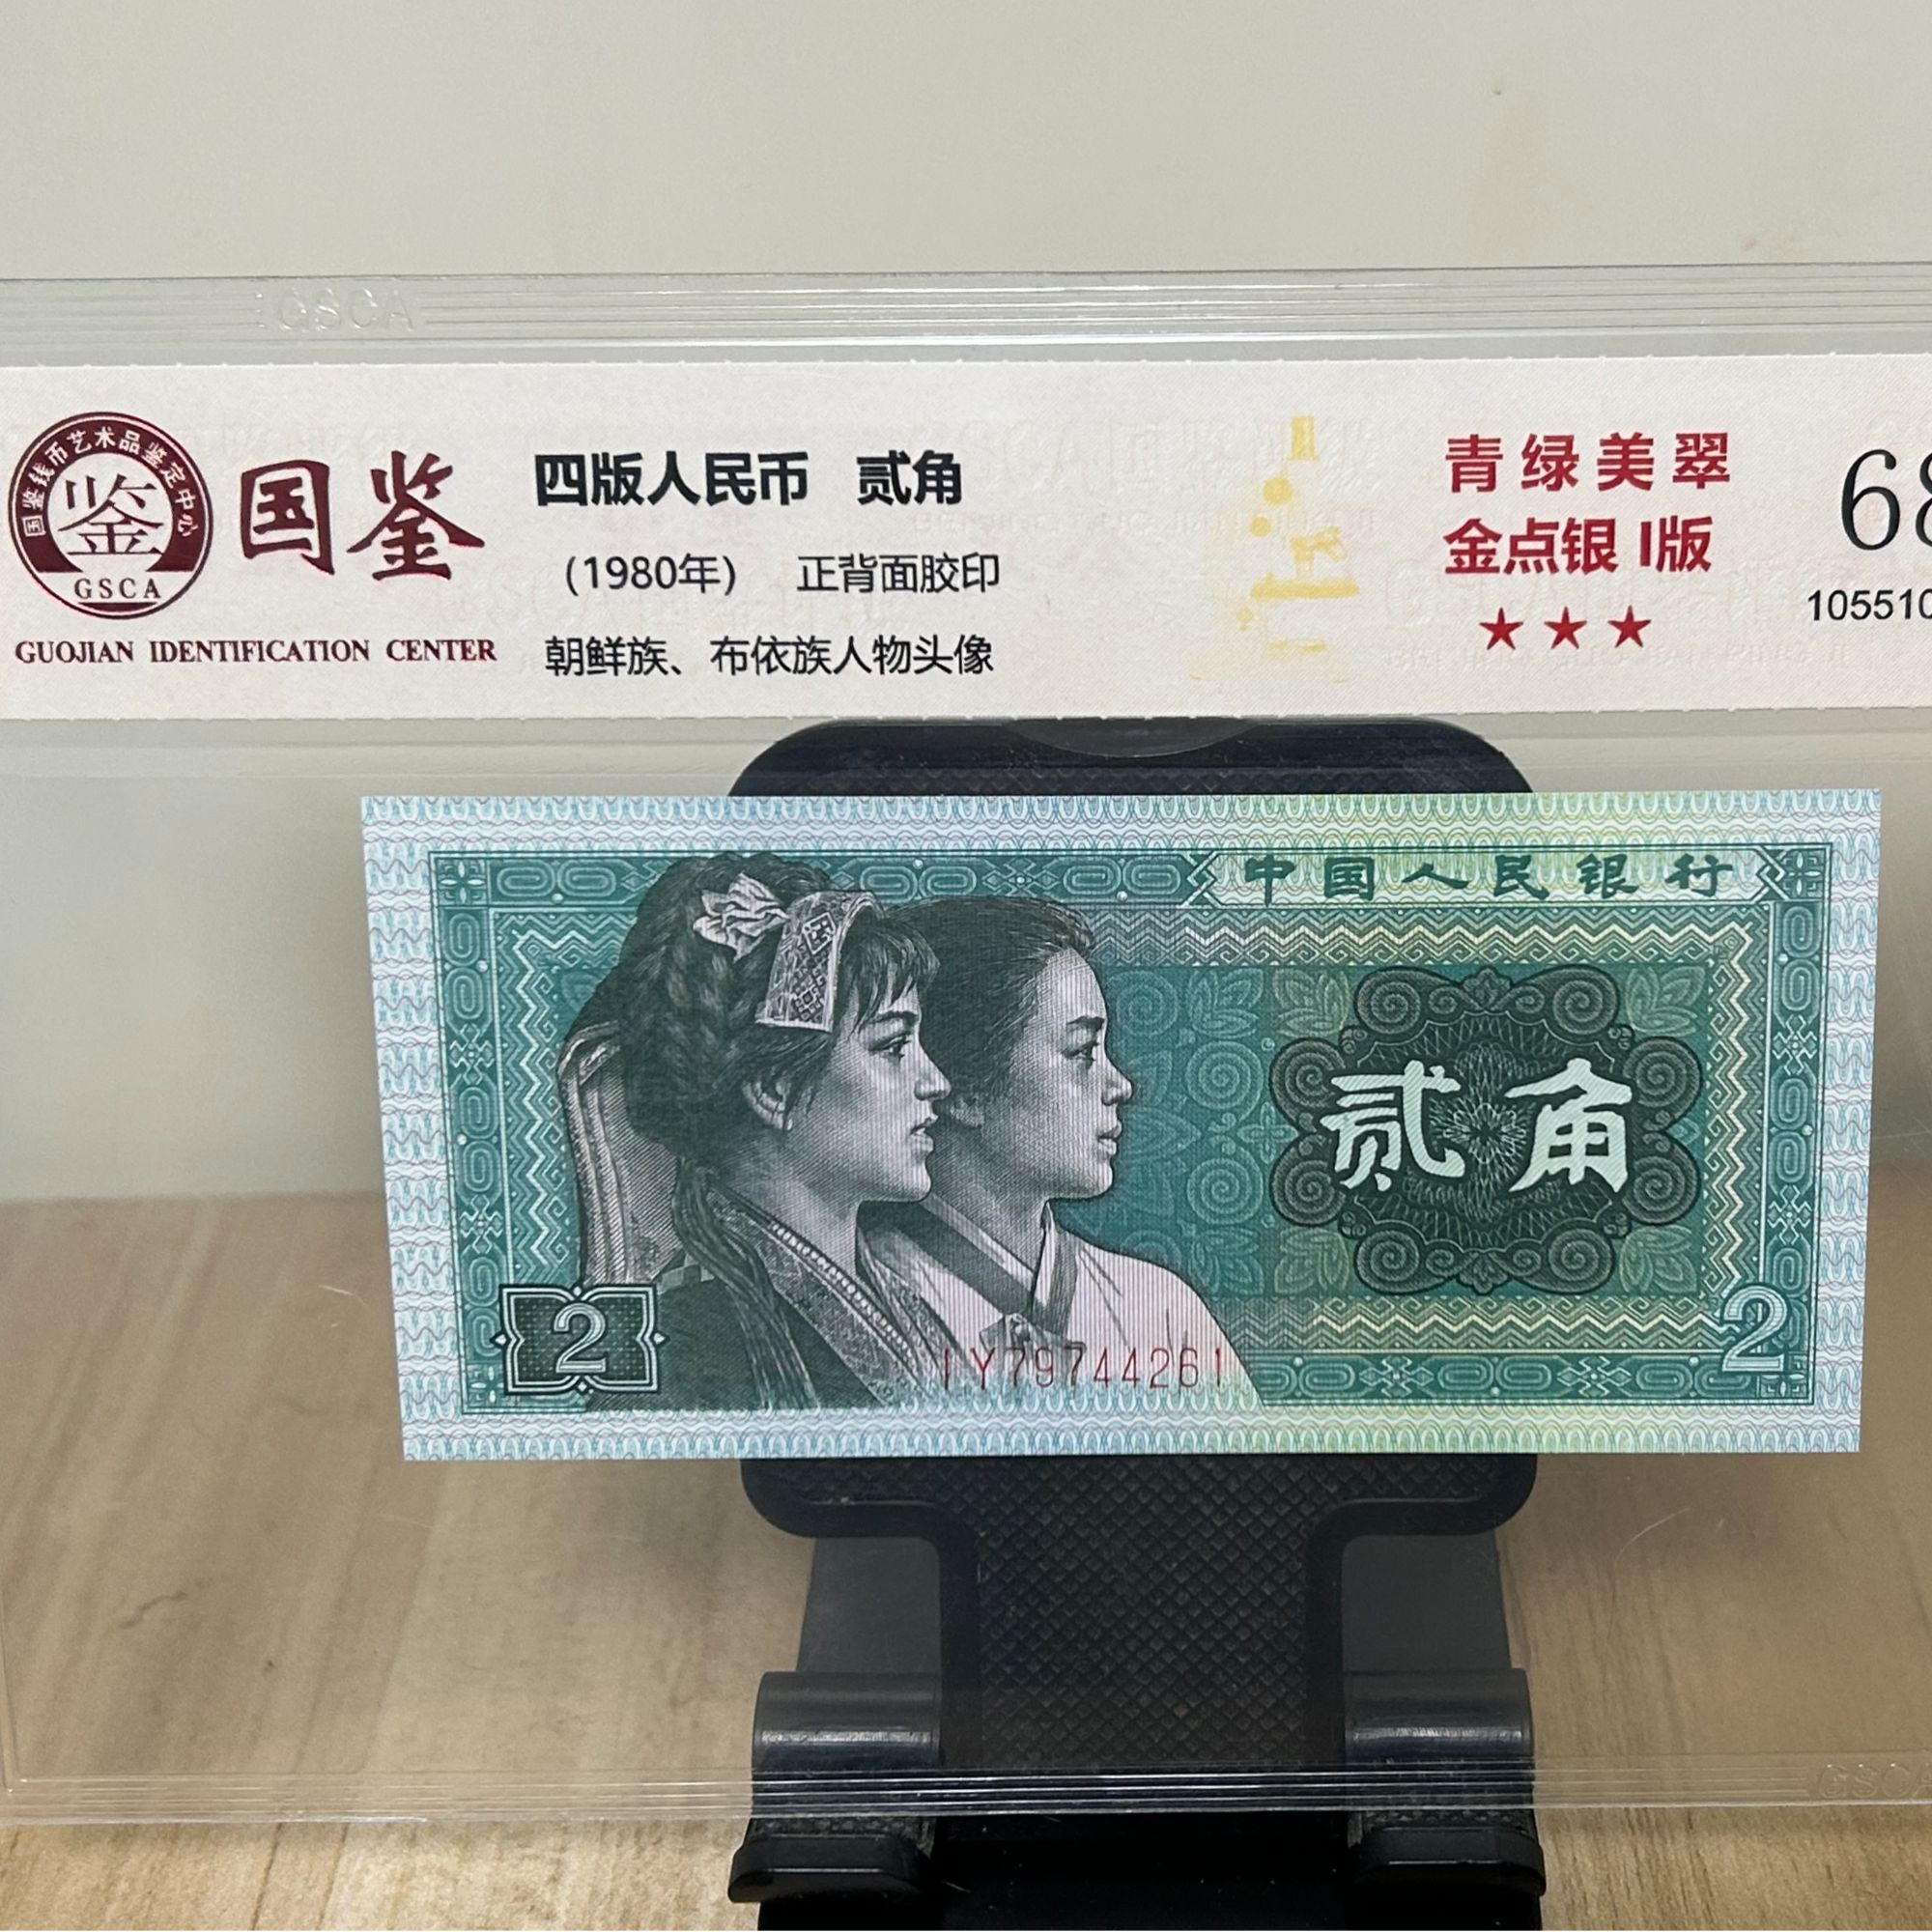 GSCA
国鉴钱币艺术品鉴定中心
鉴
GSCA
国鉴
GUOJIAN IDENTIFICATION CENTER
四版人民币 贰角
(1980年) 正背面胶印
朝鲜族、布依族人物头像
青绿美翠
金点银 I版
★★★
68
105510
中国人民银行
贰角
2
IY79744261
2
GSCA